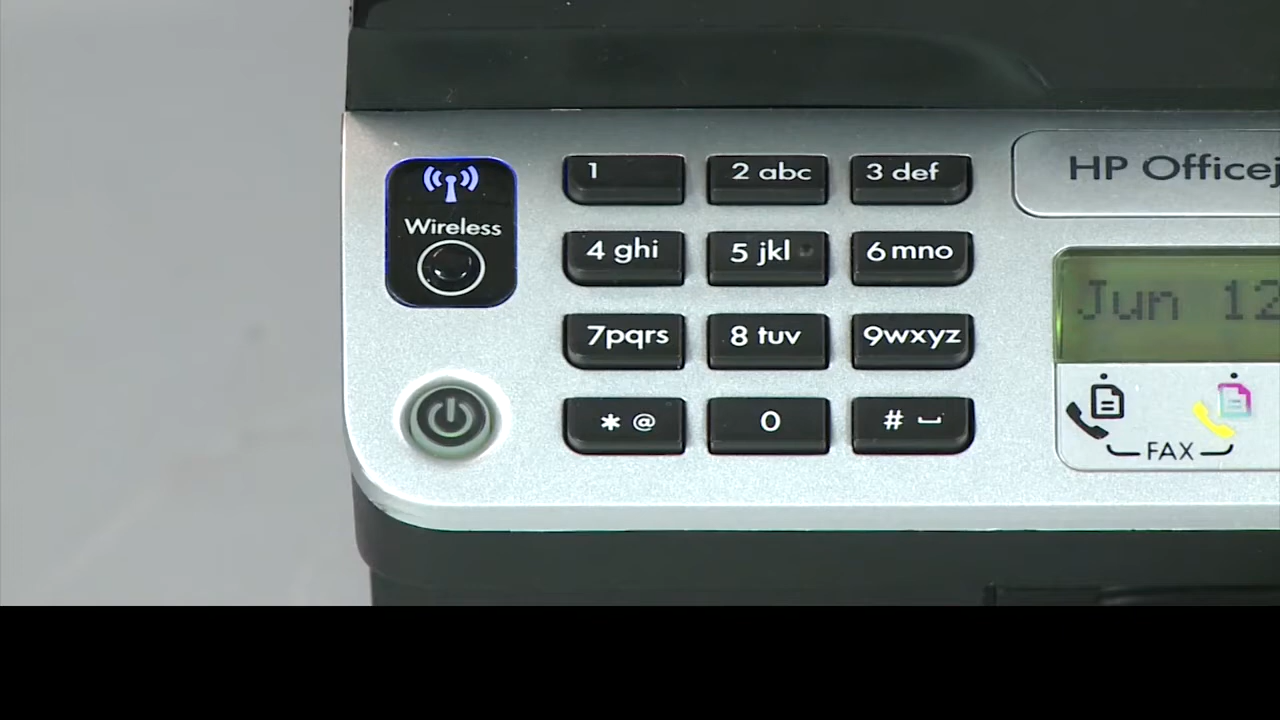 Wireless
1
2 abc
3 def
4 ghi
5 jkl
6 mno
7pqrs
8 tuv
9wxyz
* @
0
# ⎵
HP Officej
Jun 12
FAX